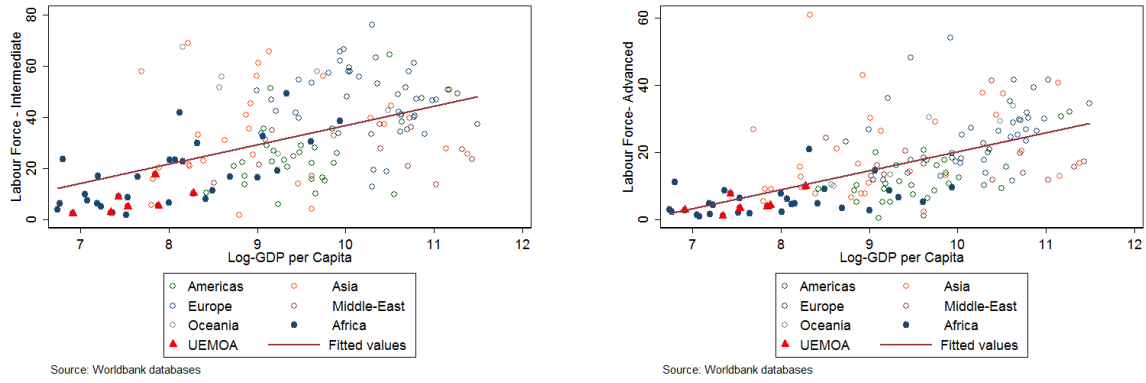 Labour Force - Intermediate
80
60
40
20
0
7 8 9 10 11 12
Log-GDP per Capita
Americas Asia
Europe Middle-East
Oceania Africa
UEMOA Fitted values
Source: Worldbank databases
Labour Force- Advanced
60
40
20
0
7 8 9 10 11 12
Log-GDP per Capita
Americas Asia
Europe Middle-East
Oceania Africa
UEMOA Fitted values
Source: Worldbank databases